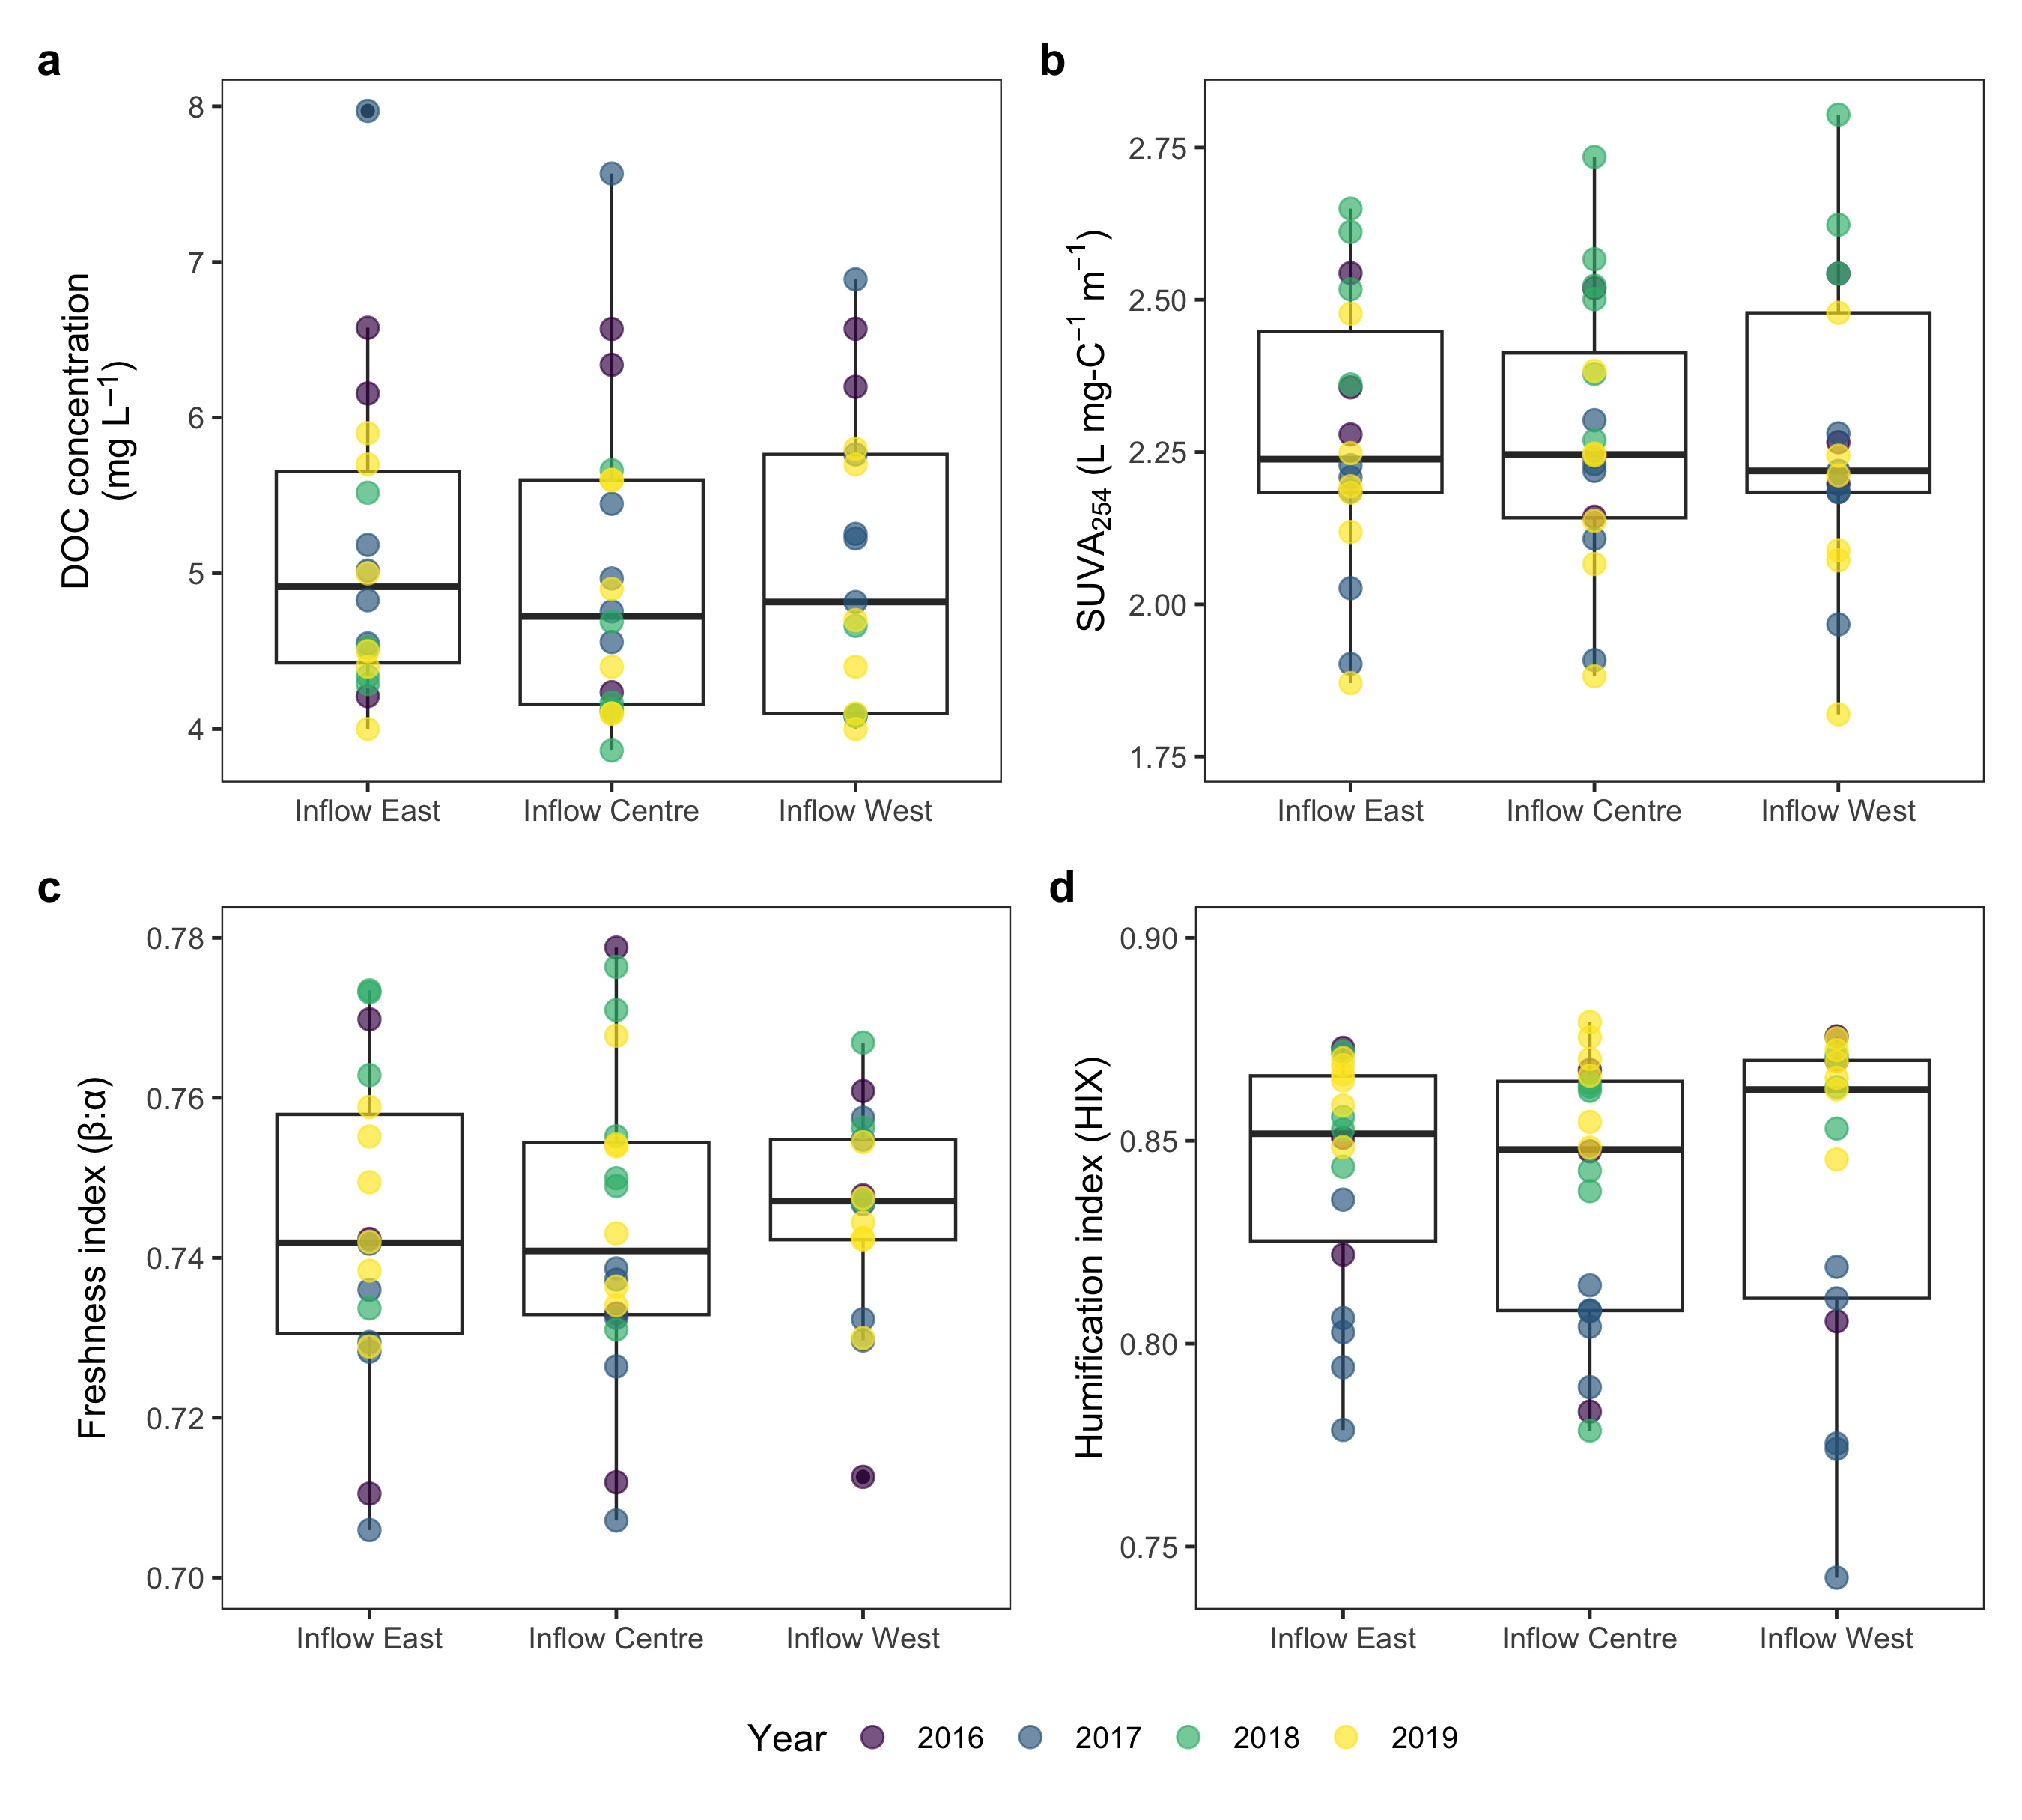 a
DOC concentration
(mg L⁻¹)
8
7
6
5
4
Inflow East
Inflow Centre
Inflow West
b
SUVA₂₅₄ (L mg-C⁻¹ m⁻¹)
2.75
2.50
2.25
2.00
1.75
Inflow East
Inflow Centre
Inflow West
c
Freshness index (β:α)
0.78
0.76
0.74
0.72
0.70
Inflow East
Inflow Centre
Inflow West
d
Humification index (HIX)
0.90
0.85
0.80
0.75
Inflow East
Inflow Centre
Inflow West
Year 2016 2017 2018 2019